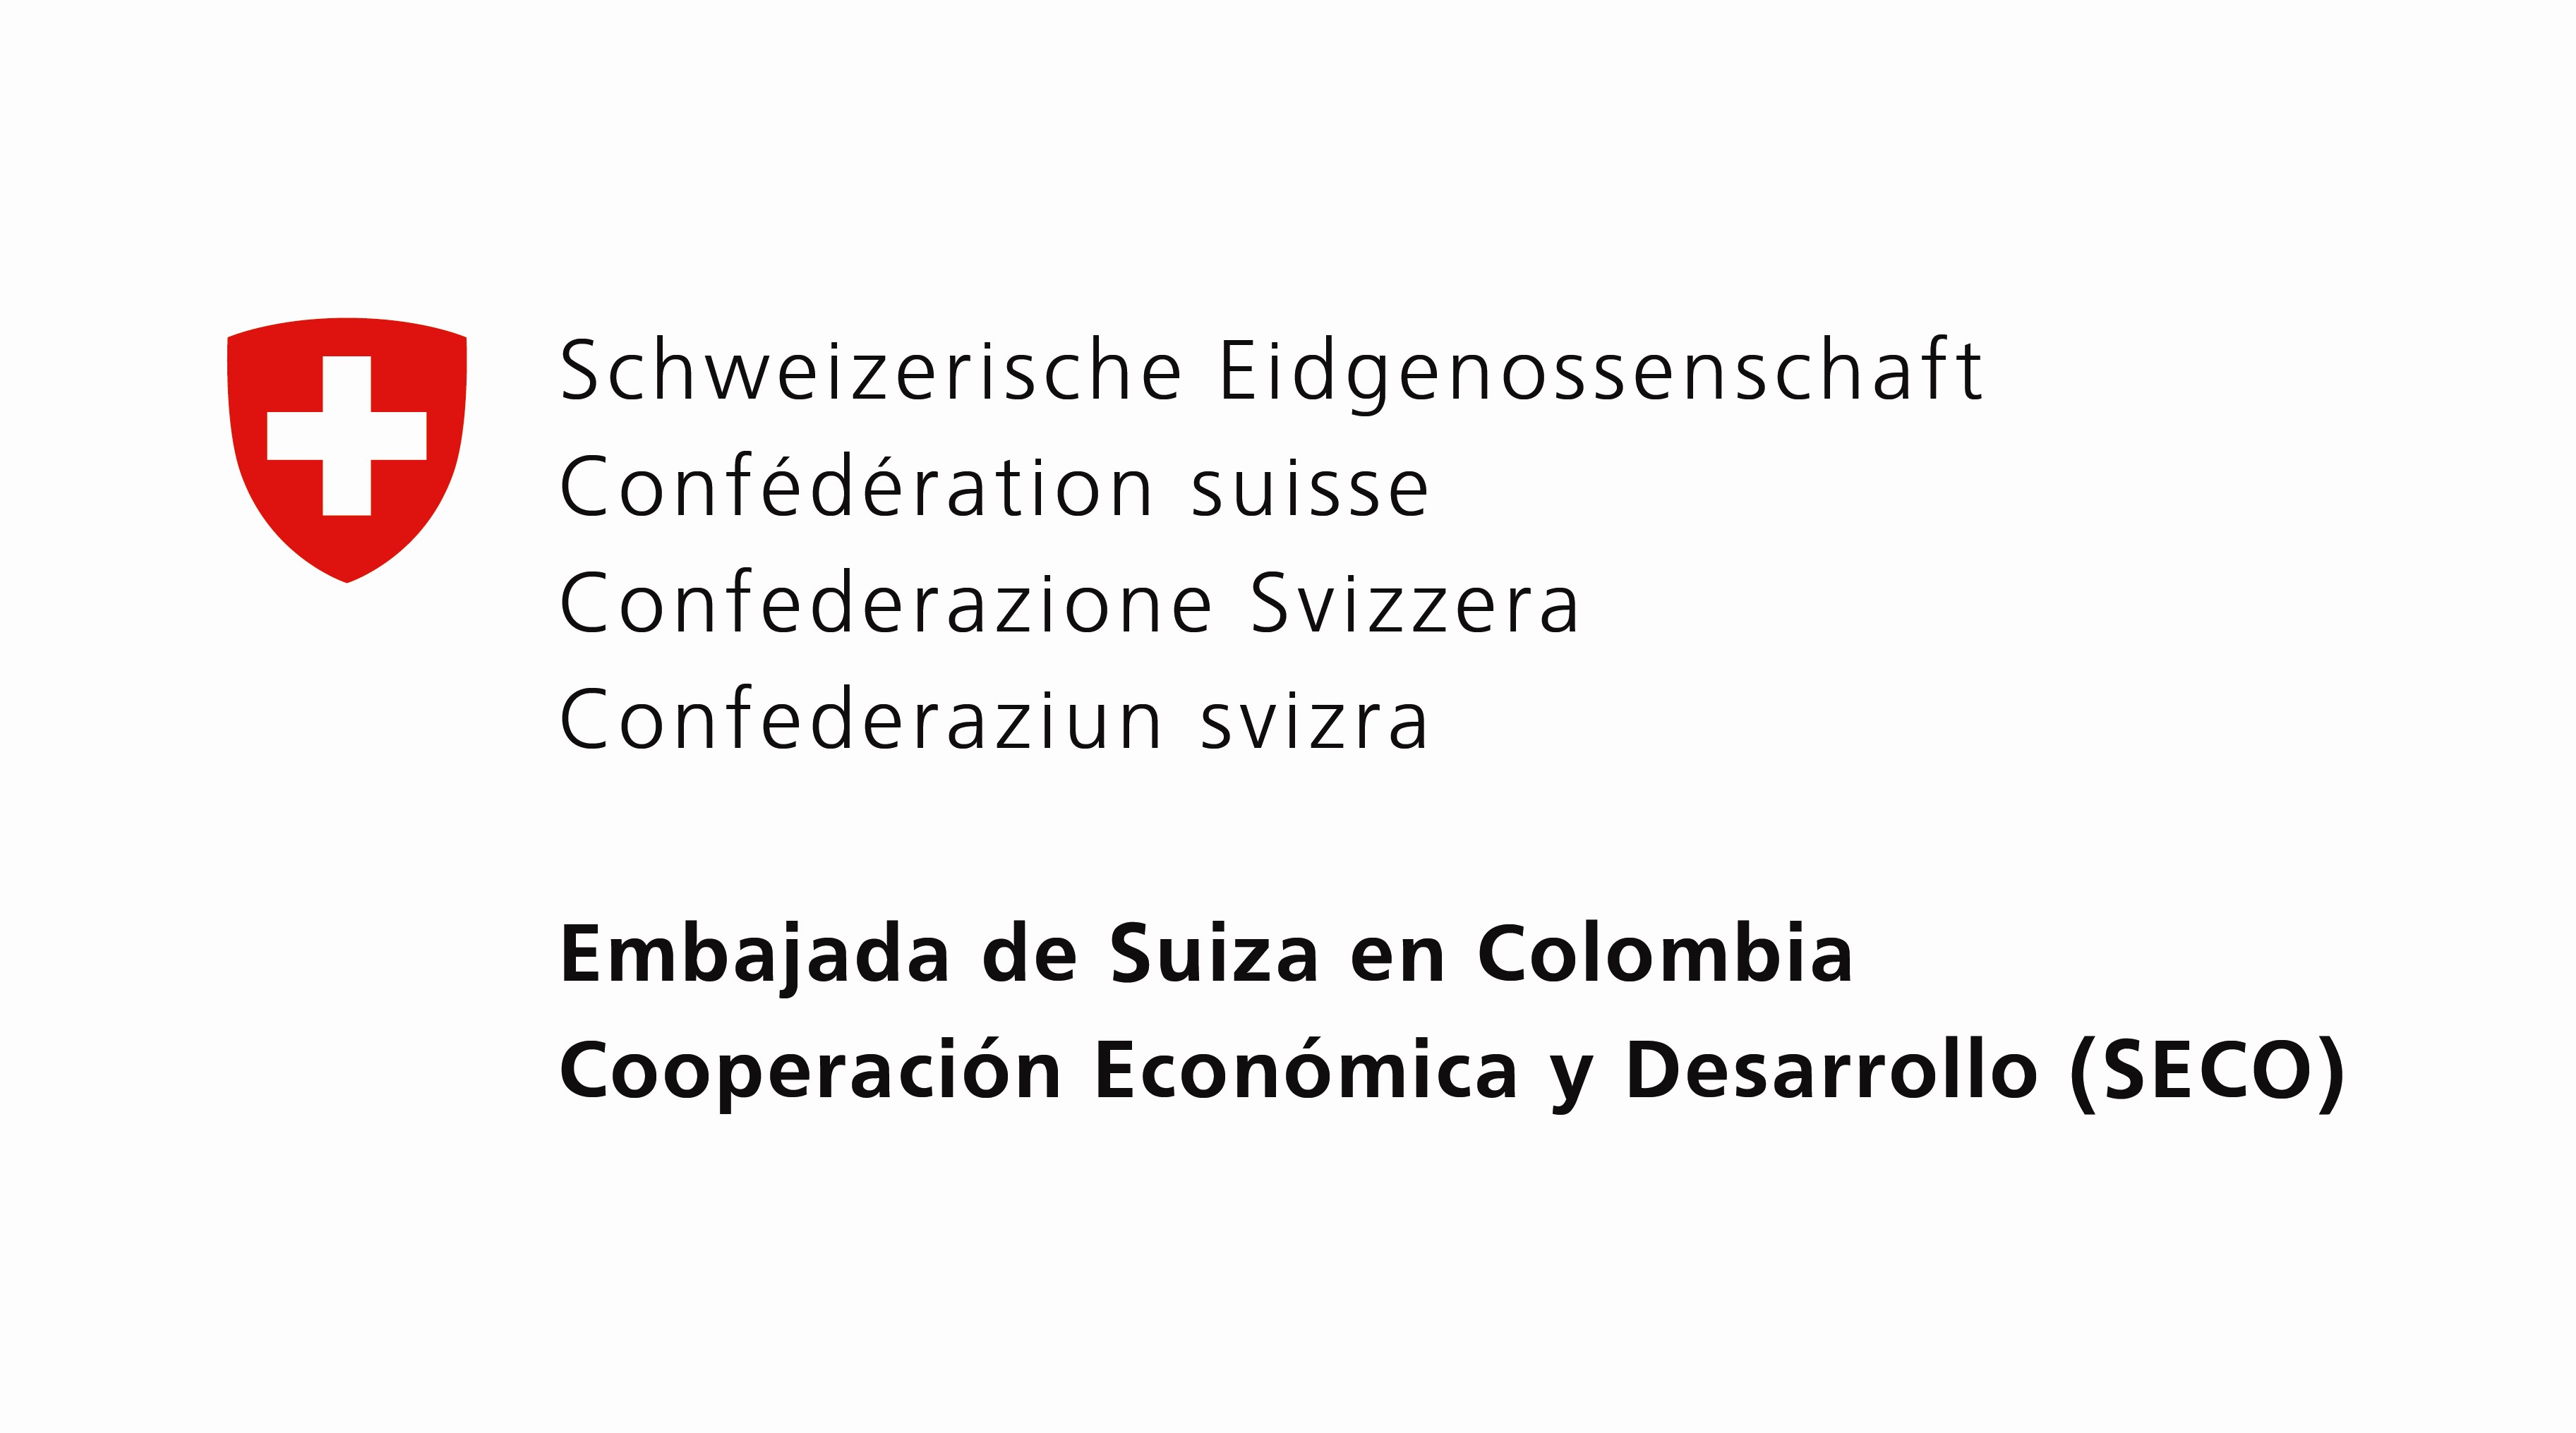 Schweizerische Eidgenossenschaft
Confédération suisse
Confederazione Svizzera
Confederaziun svizra
Embajada de Suiza en Colombia
Cooperación Económica y Desarrollo (SECO)